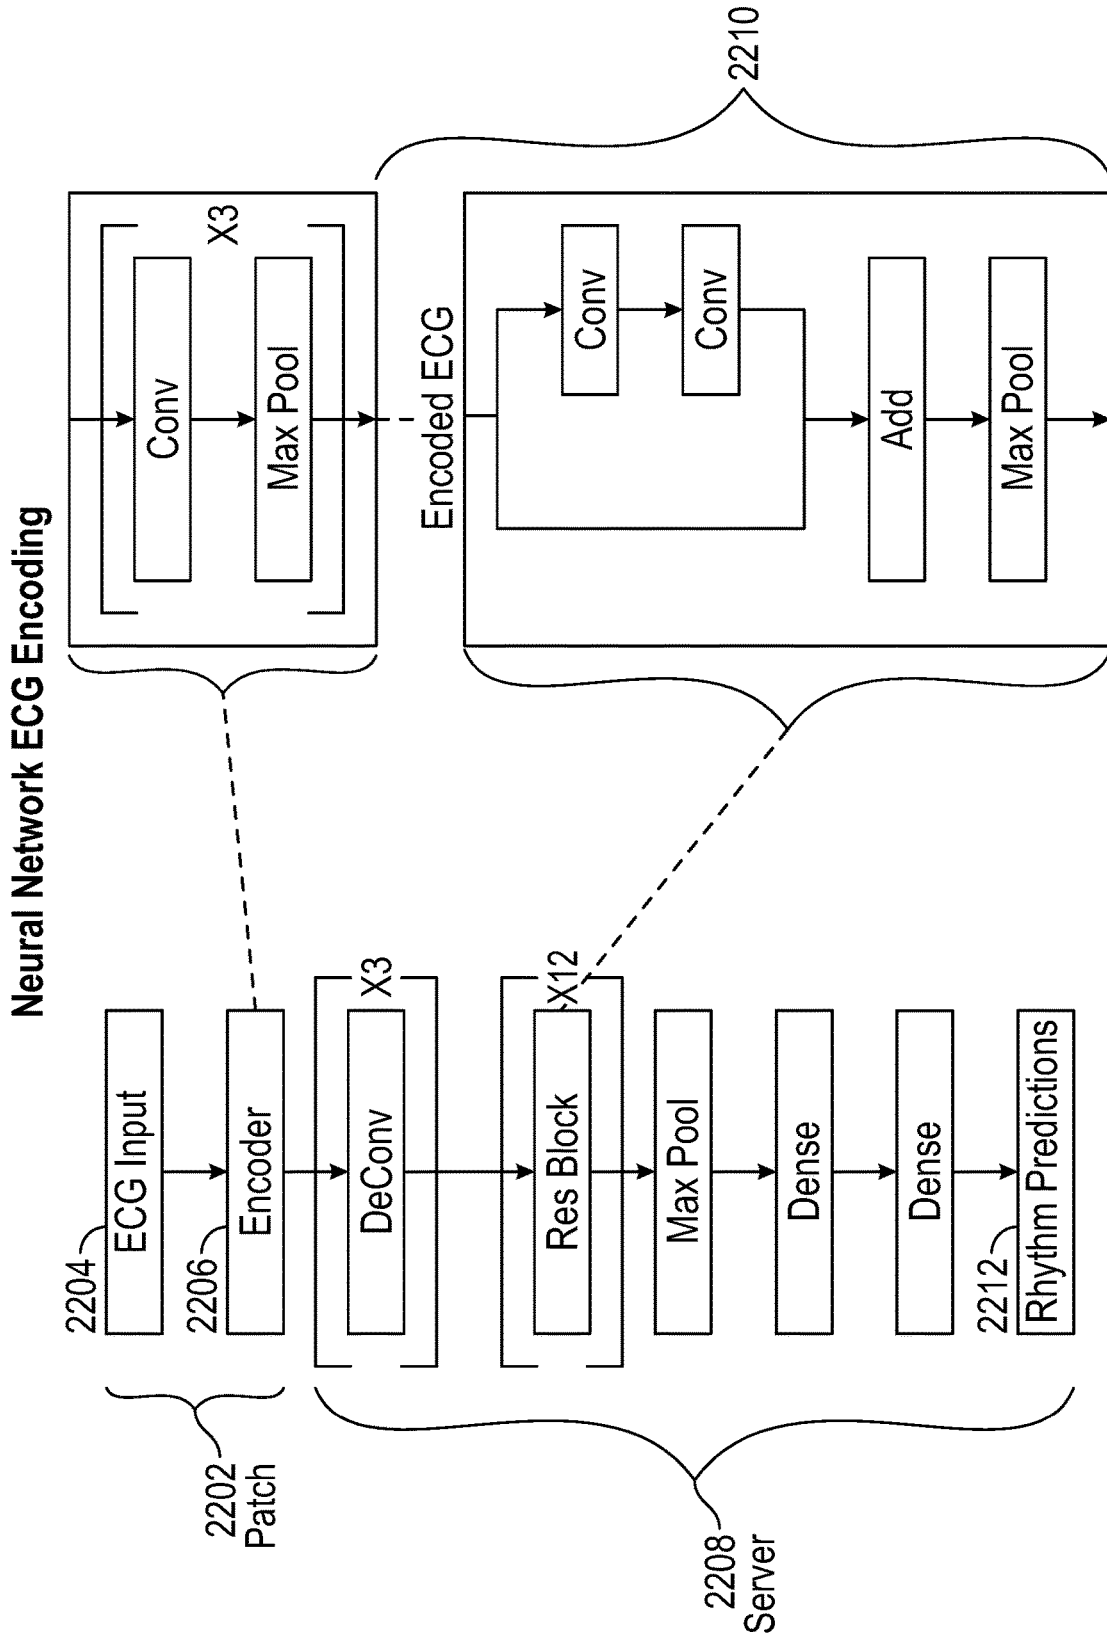 Neural Network ECG Encoding
2202
Patch
2204
ECG Input
2206
Encoder
2208
Server
DeConv
X3
Res Block
X12
Max Pool
Dense
Dense
2212
Rhythm Predictions
Conv
Max Pool
X3
Encoded ECG
2210
Conv
Conv
Add
Max Pool